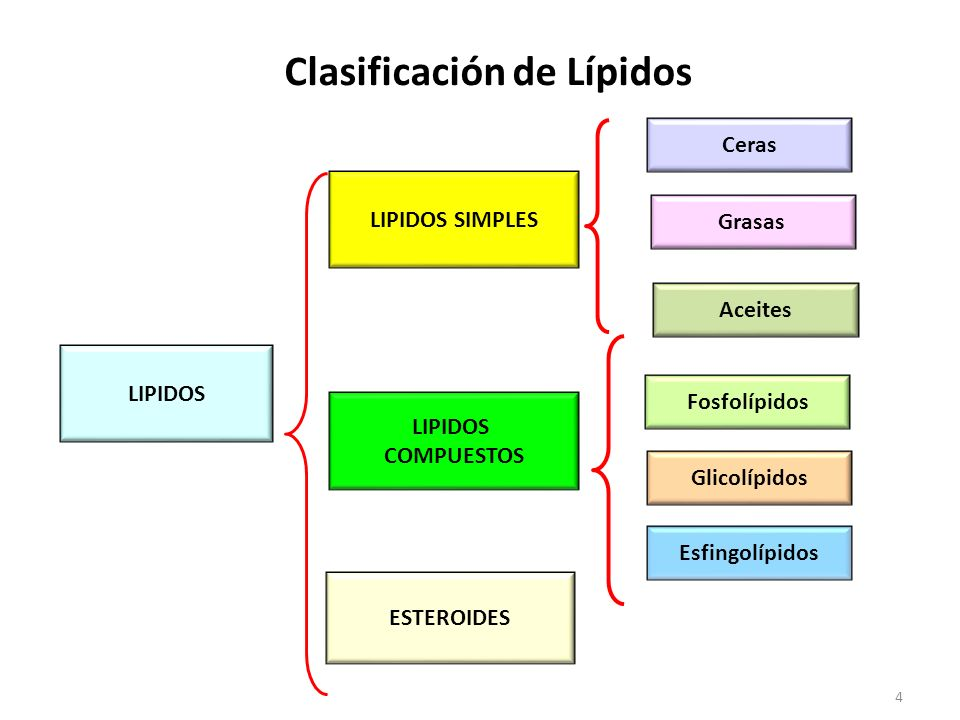 Clasificación de Lípidos
LIPIDOS
LIPIDOS SIMPLES
Ceras
Grasas
Aceites
LIPIDOS
COMPUESTOS
Fosfolípidos
Glicolípidos
Esfingolípidos
ESTEROIDES
4